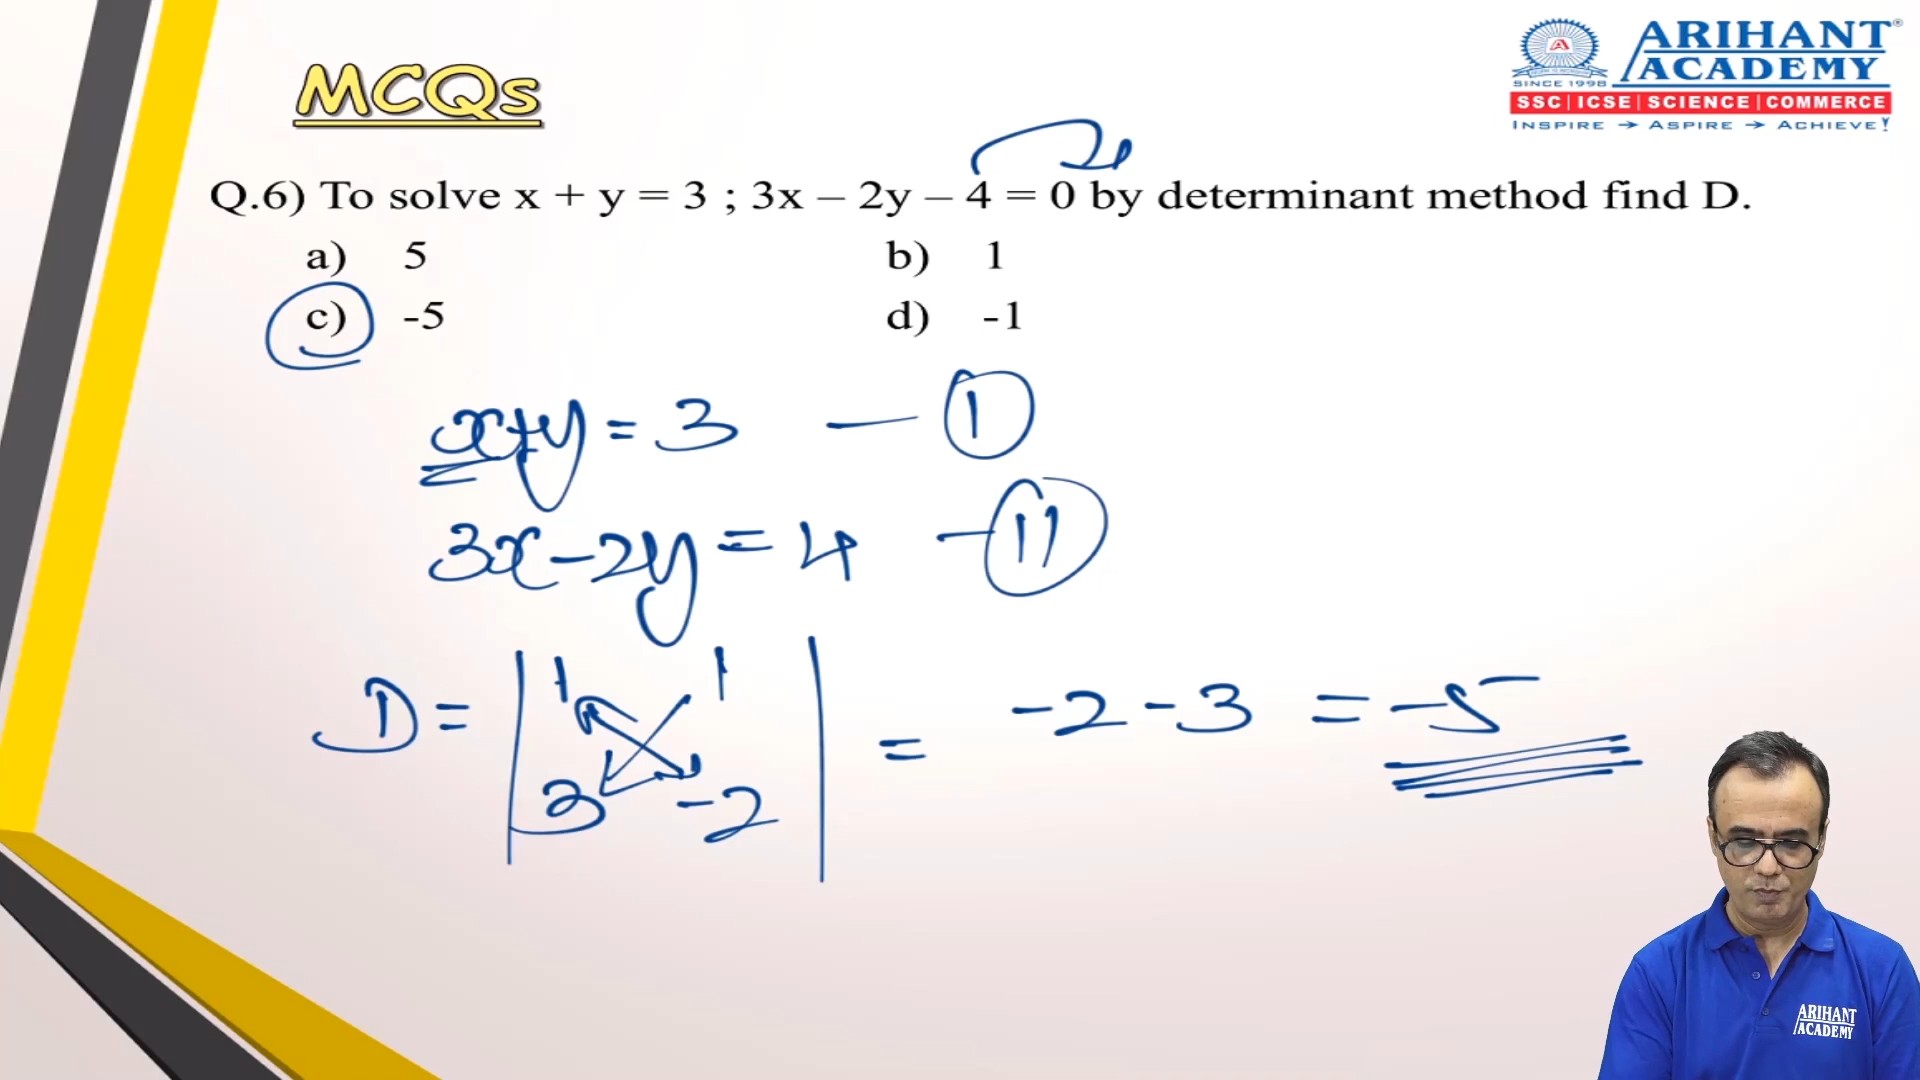 MCQs
ARIHANT
ACADEMY
SINCE 1998
SSC | ICSE | SCIENCE | COMMERCE
INSPIRE → ASPIRE → ACHIEVE!
Q.6) To solve x + y = 3 ; 3x – 2y – 4 = 0 by determinant method find D.
a) 5 b) 1
c) -5 d) -1
x+y = 3 — 1
3x-2y = 4 - 11
D = | 1 1 |
= -2 - 3 = -5
3 -2
ARIHANT
ACADEMY